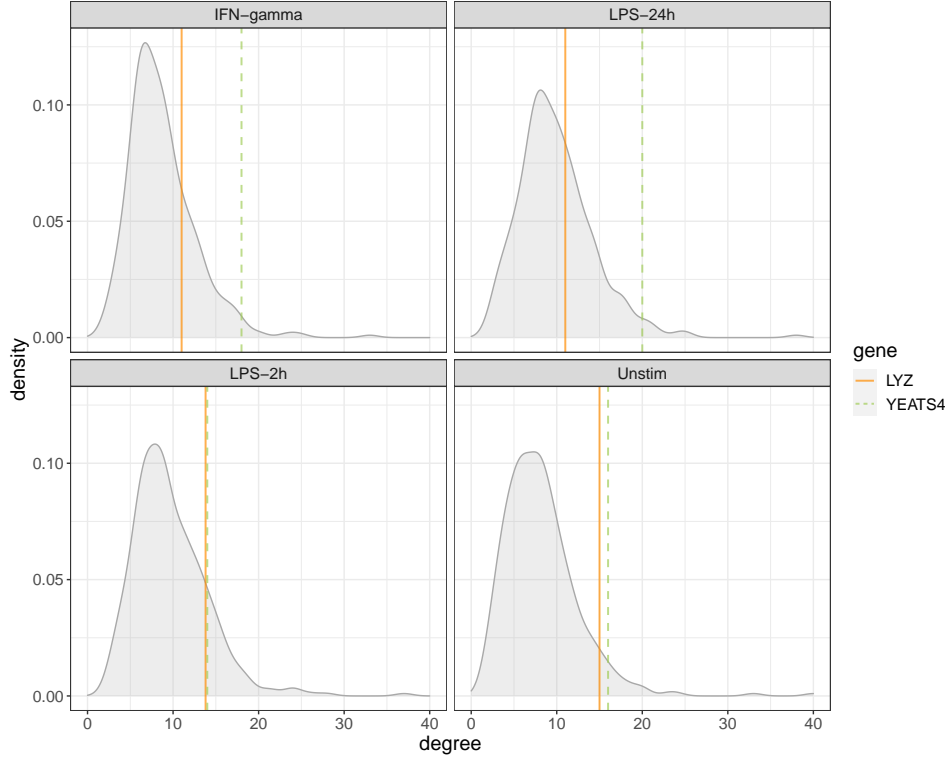 IFN−gamma
LPS−24h
0.10
0.05
0.00
LPS−2h
Unstim
0.10
0.05
0.00
0 10 20 30 40
0 10 20 30 40
degree
density
gene
LYZ
YEATS4